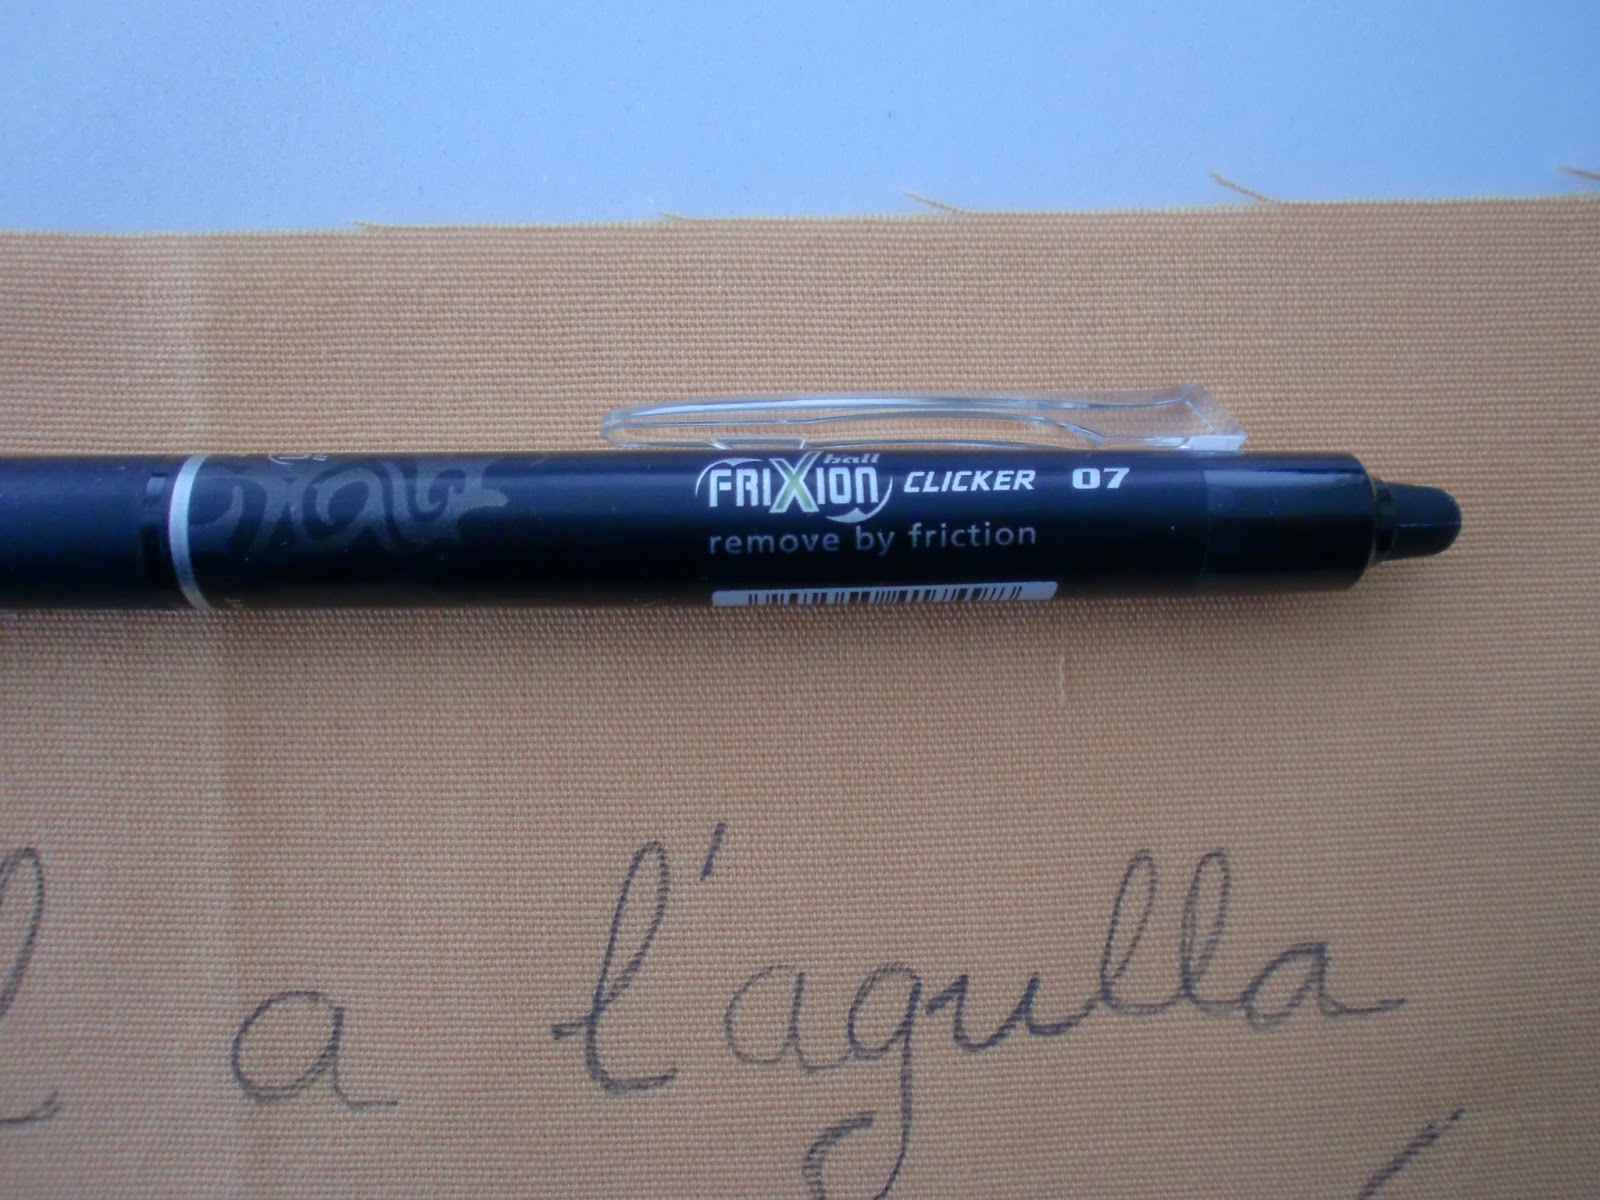 FRIXION ball CLICKER 07
remove by friction
a l'agulla